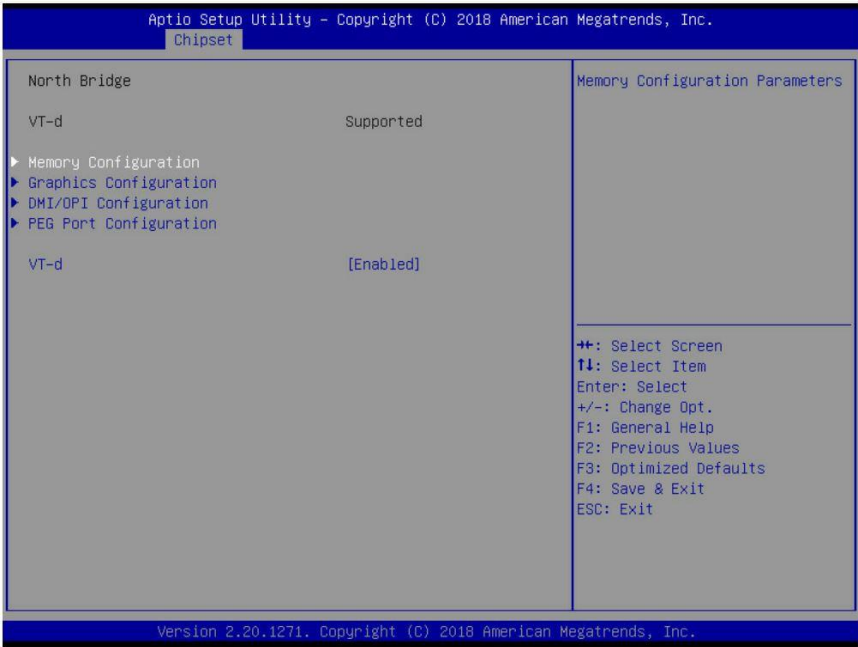 Aptio Setup Utility – Copyright (C) 2018 American Megatrends, Inc.
Chipset
North Bridge
VT-d Supported
Memory Configuration
Graphics Configuration
DMI/OPI Configuration
PEG Port Configuration
VT-d [Enabled]
Memory Configuration Parameters
→←: Select Screen
↑↓: Select Item
Enter: Select
+/-: Change Opt.
F1: General Help
F2: Previous Values
F3: Optimized Defaults
F4: Save & Exit
ESC: Exit
Version 2.20.1271. Copyright (C) 2018 American Megatrends, Inc.